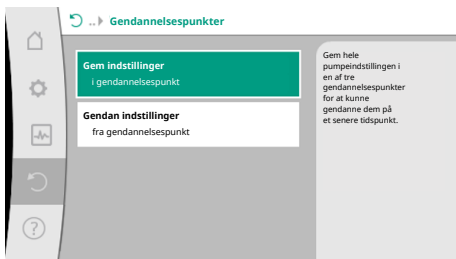 .. Gendannelsespunkter
Gem indstillinger
i gendannelsespunkt
Gendan indstillinger
fra gendannelsespunkt
Gem hele
pumpeindstillingen i
en af tre
gendannelsespunkter
for at kunne
gendanne dem på
et senere tidspunkt.
?